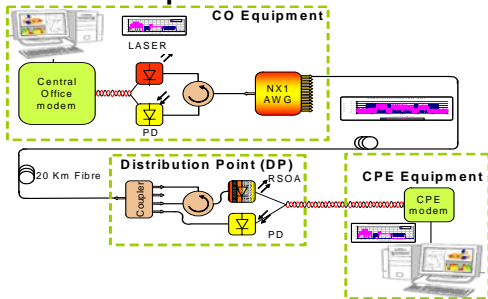 CO Equipment
LASER
Central
Office
modem
PD
NX1
AWG
20 Km Fibre
Distribution Point (DP)
RSOA
Coupler
PD
CPE Equipment
CPE
modem